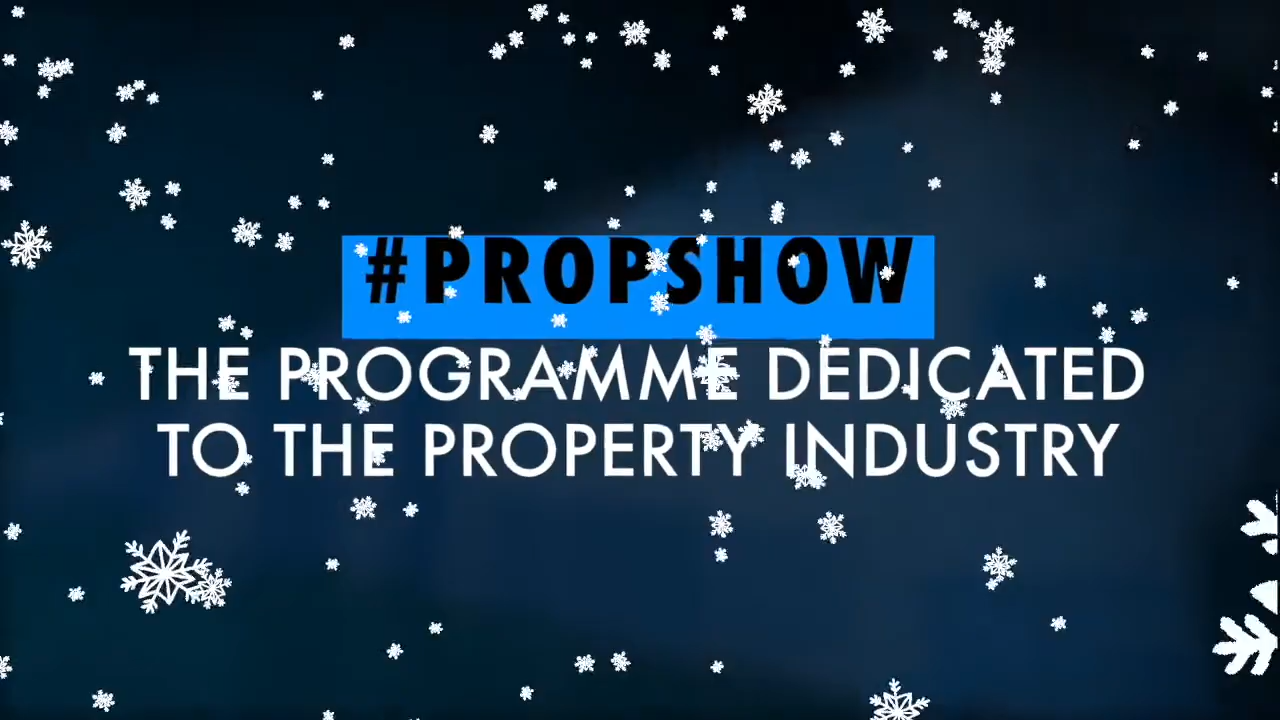 #PROPSHOW
THE PROGRAMME DEDICATED
TO THE PROPERTY INDUSTRY